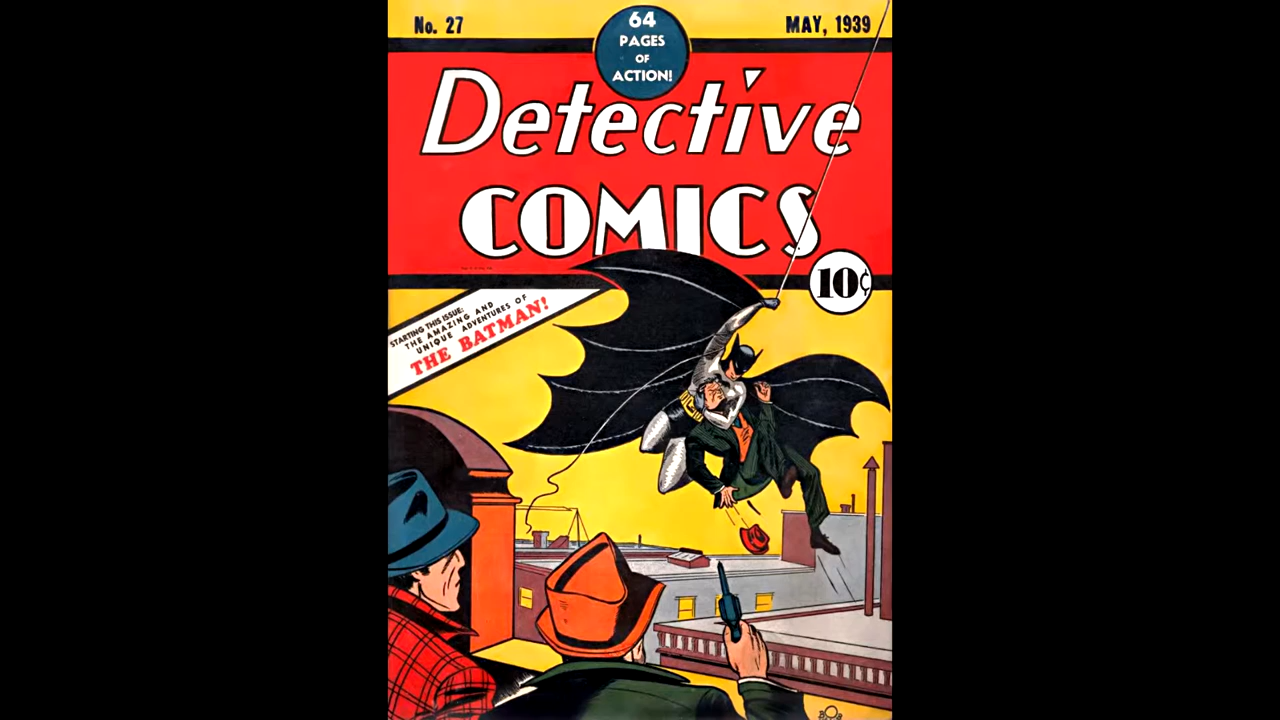 No. 27
64
PAGES
OF
ACTION!
MAY, 1939
Detective
COMICS
10¢
STARTING THIS ISSUE:
THE AMAZING AND
UNIQUE ADVENTURES OF
THE BATMAN!
BOB